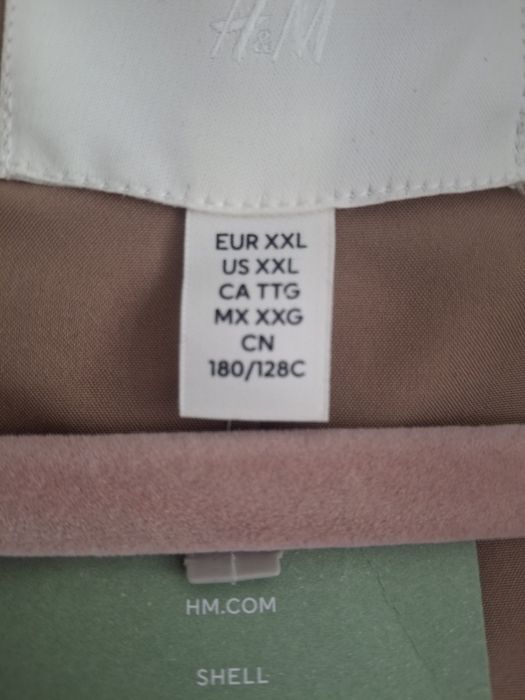 H&M
EUR XXL
US XXL
CA TTG
MX XXG
CN
180/128C
HM.COM
SHELL